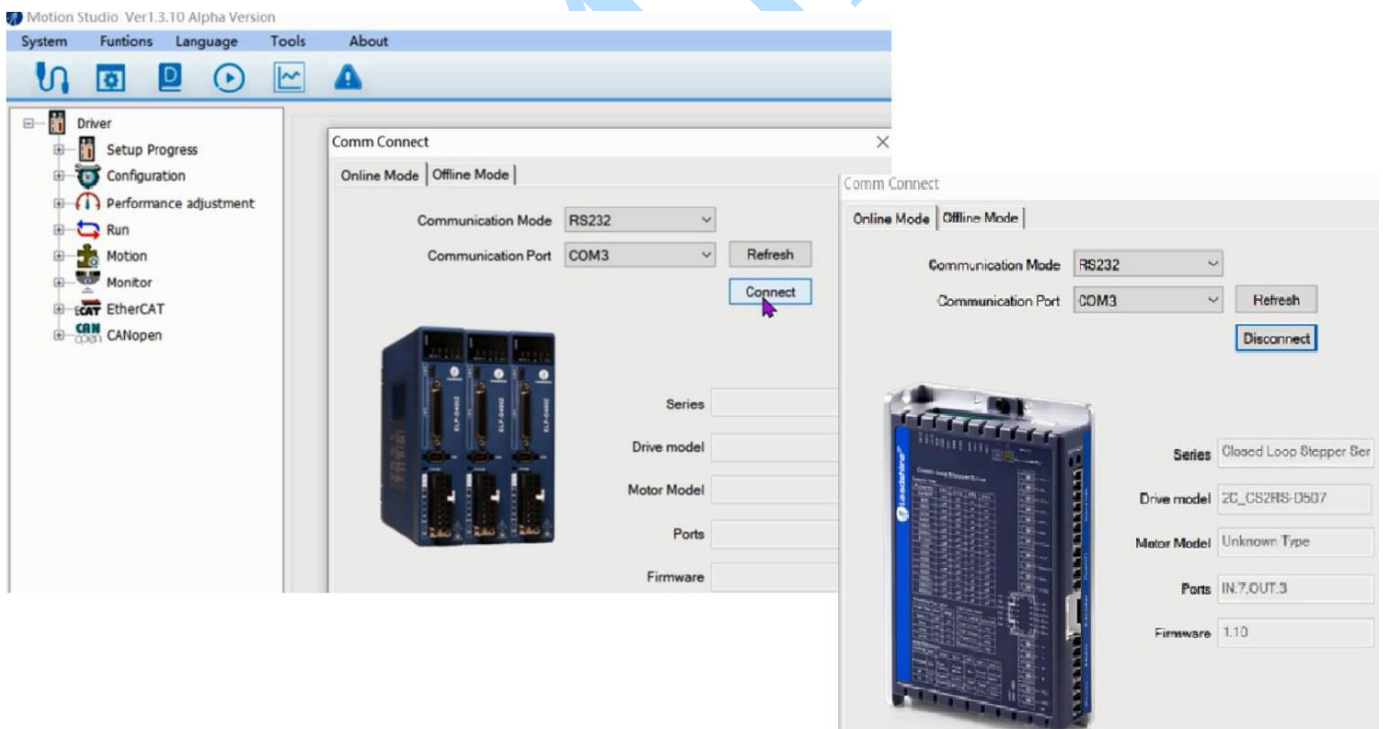 Motion Studio Ver1.3.10 Alpha Version
System Funtions Language Tools About
D
Driver
Setup Progress
Configuration
Performance adjustment
Run
Motion
Monitor
ECAT EtherCAT
CAN open CANopen
Comm Connect
Online Mode Offline Mode
Communication Mode RS232
Communication Port COM3 Refresh
Connect
Series
Drive model
Motor Model
Ports
Firmware
Comm Connect
Online Mode Offline Mode
Communication Mode RS232
Communication Port COM3 Refresh
Disconnect
Leadshine
Series Closed Loop Stepper Ser
Drive model 2C_CS2RS-D507
Motor Model Unknown Type
Ports IN:7,OUT:3
Firmware 1.10